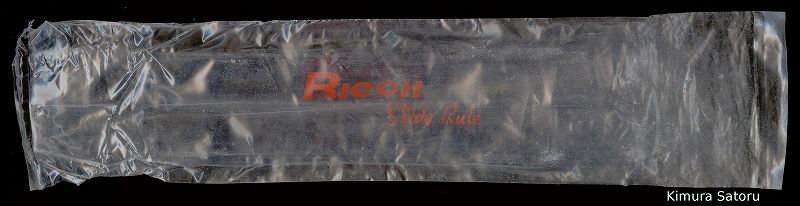 RICOH
Slide Rule
Kimura Satoru